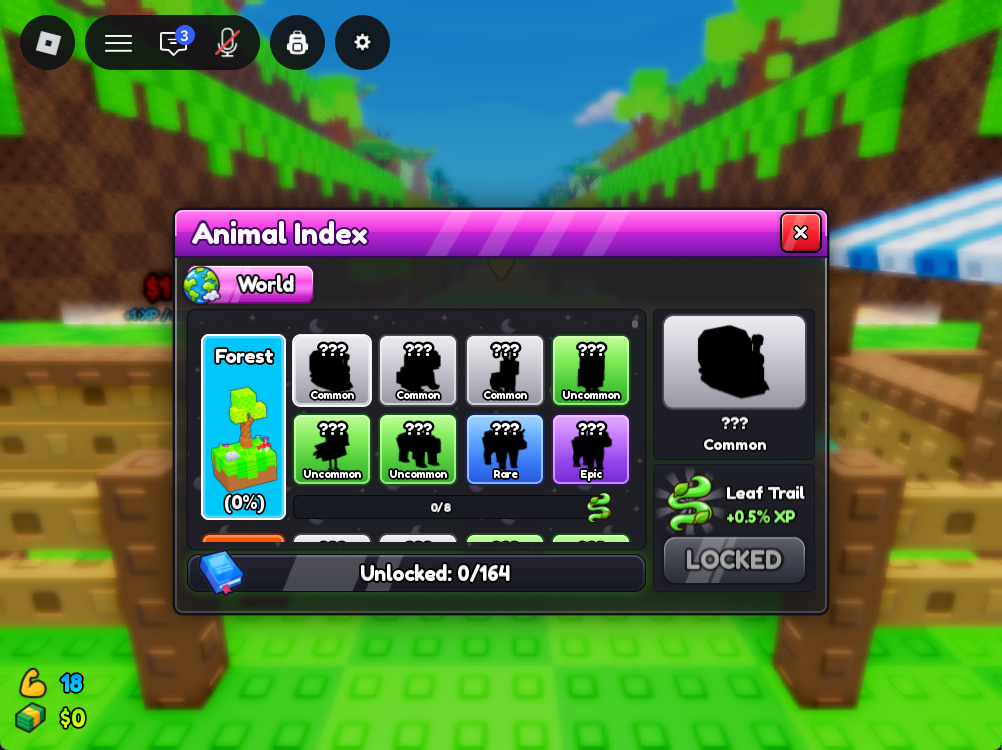 3
Animal Index
World
Forest
(0%)
???
Common
???
Common
???
Common
???
Uncommon
???
Uncommon
???
Uncommon
???
Rare
???
Epic
0/8
Unlocked: 0/164
???
Common
Leaf Trail
+0.5% XP
LOCKED
18
$0